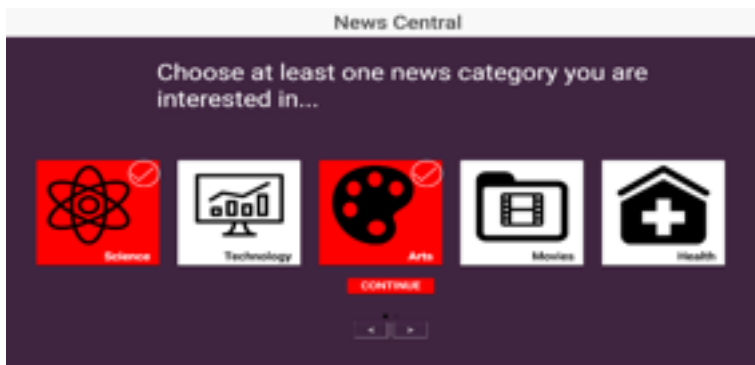 News Central
Choose at least one news category you are
interested in...
Science
Technology
Arts
Movies
Health
CONTINUE
< >